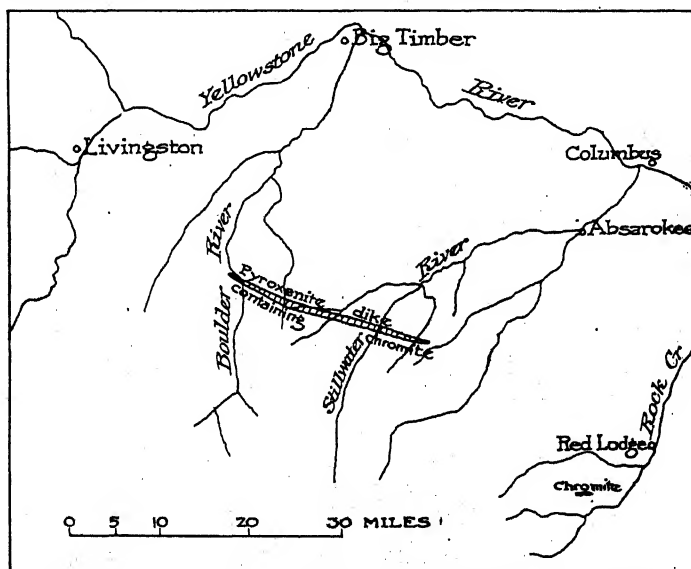 Big Timber
Yellowstone
River
Livingston
Columbus
Absarokee
River
River
Pyroxenite dike
containing chromite
Boulder
Stillwater
Rock Cr
Red Lodge
Chromite
0 5 10 20 30 MILES